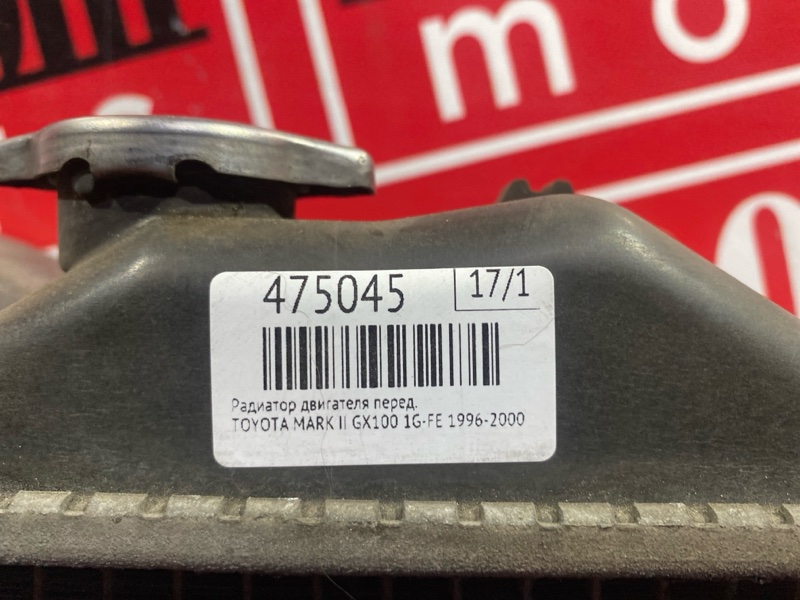 m o
475045
17/1
Радиатор двигателя перед.
TOYOTA MARK II GX100 1G-FE 1996-2000